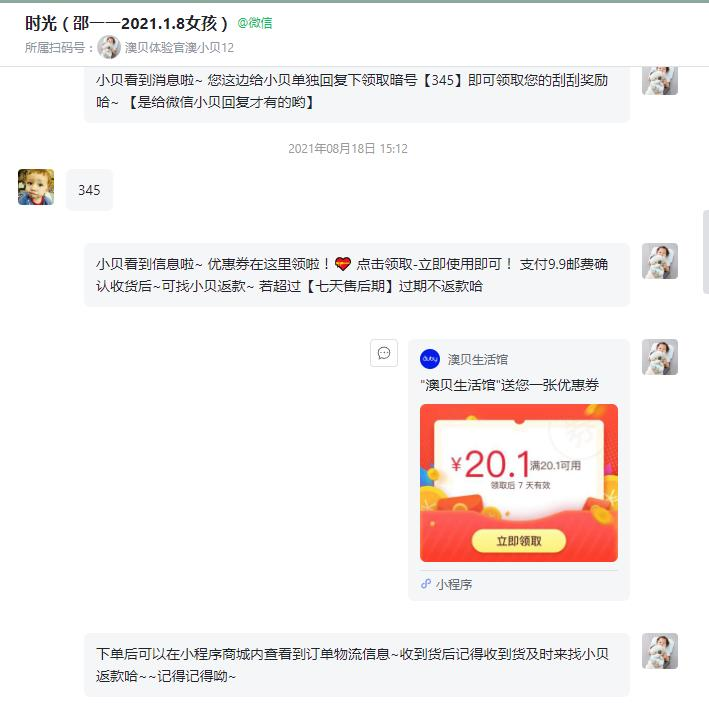 时光（邵一一2021.1.8女孩） @微信
所属扫码号： 澳贝体验官澳小贝12
小贝看到消息啦~ 您这边给小贝单独回复下领取暗号【345】即可领取您的刮刮奖励
哈~ 【是给微信小贝回复才有的哟】
2021年08月18日 15:12
345
小贝看到信息啦~ 优惠券在这里领啦！ 点击领取-立即使用即可！ 支付9.9邮费确
认收货后~可找小贝返款~ 若超过【七天售后期】过期不返款哈
auby 澳贝生活馆
"澳贝生活馆"送您一张优惠券
¥20.1 满20.1可用
领取后 7 天有效
立即领取
小程序
下单后可以在小程序商城内查看到订单物流信息~收到货后记得收到货及时来找小贝
返款哈~~记得记得呦~